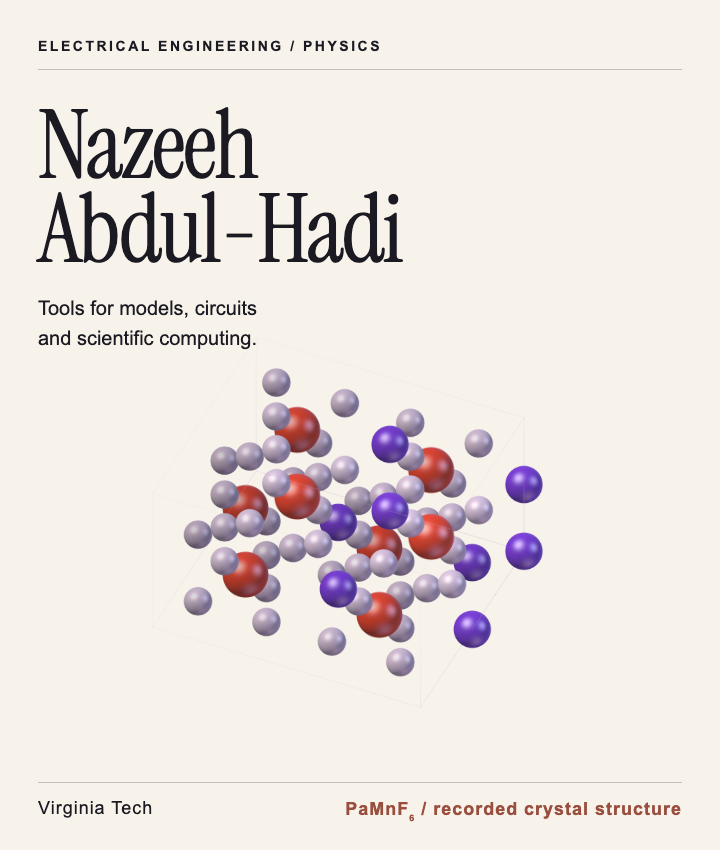 ELECTRICAL ENGINEERING / PHYSICS
Nazeeh
Abdul-Hadi
Tools for models, circuits
and scientific computing.
Virginia Tech
PaMnF₆ / recorded crystal structure